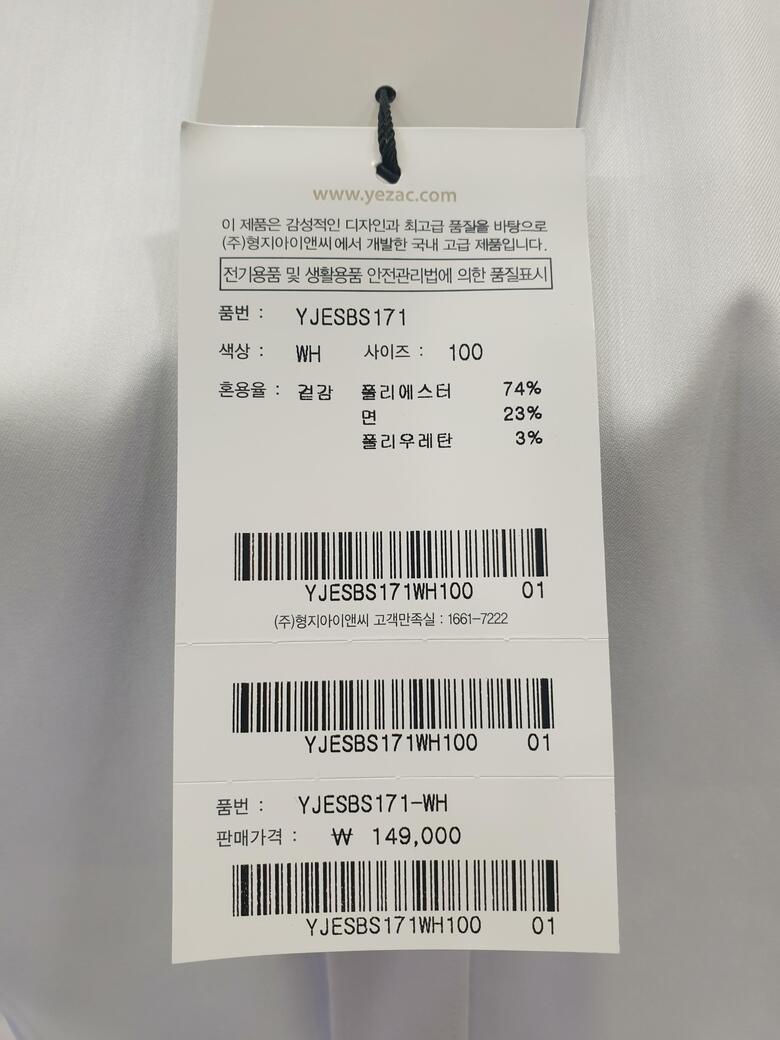 www.yezac.com
이 제품은 감성적인 디자인과 최고급 품질을 바탕으로
(주)형지아이앤씨에서 개발한 국내 고급 제품입니다.
전기용품 및 생활용품 안전관리법에 의한 품질표시
품번 : YJESBS171
색상 : WH 사이즈 : 100
혼용율 : 겉감 폴리에스터 74%
면 23%
폴리우레탄 3%
YJESBS171WH100 01
(주)형지아이앤씨 고객만족실 : 1661-7222
YJESBS171WH100 01
품번 : YJESBS171-WH
판매가격 : ₩ 149,000
YJESBS171WH100 01